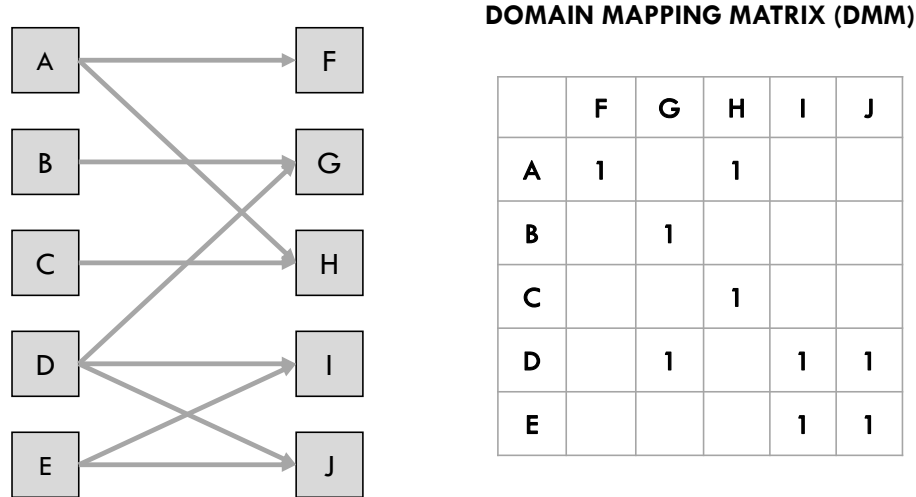 DOMAIN MAPPING MATRIX (DMM)
A F
B G
C H
D I
E J
F G H I J
A 1 1
B 1
C 1
D 1 1 1
E 1 1